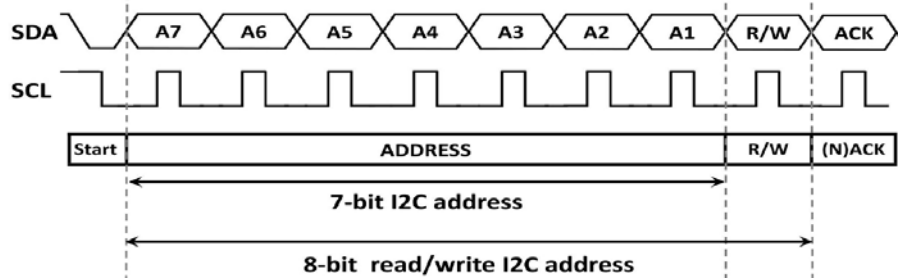 SDA A7 A6 A5 A4 A3 A2 A1 R/W ACK
SCL
Start ADDRESS R/W (N)ACK
7-bit I2C address
8-bit read/write I2C address